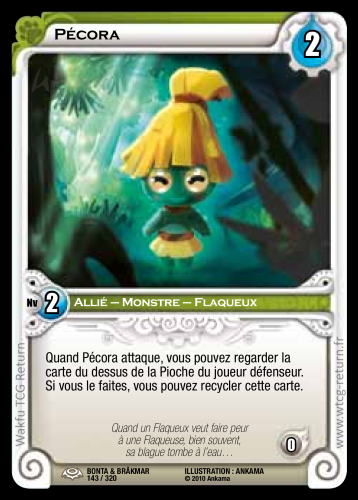 Pécora
2
Nv 2
Allié – Monstre – Flaqueux
Quand Pécora attaque, vous pouvez regarder la
carte du dessus de la Pioche du joueur défenseur.
Si vous le faites, vous pouvez recycler cette carte.
Quand un Flaqueux veut faire peur
à une Flaqueuse, bien souvent,
sa blague tombe à l'eau…
0
BONTA & BRÂKMAR
143 / 320
ILLUSTRATION : ANKAMA
© 2010 Ankama
Wakfu TCG Return
www.wtcg-return.fr